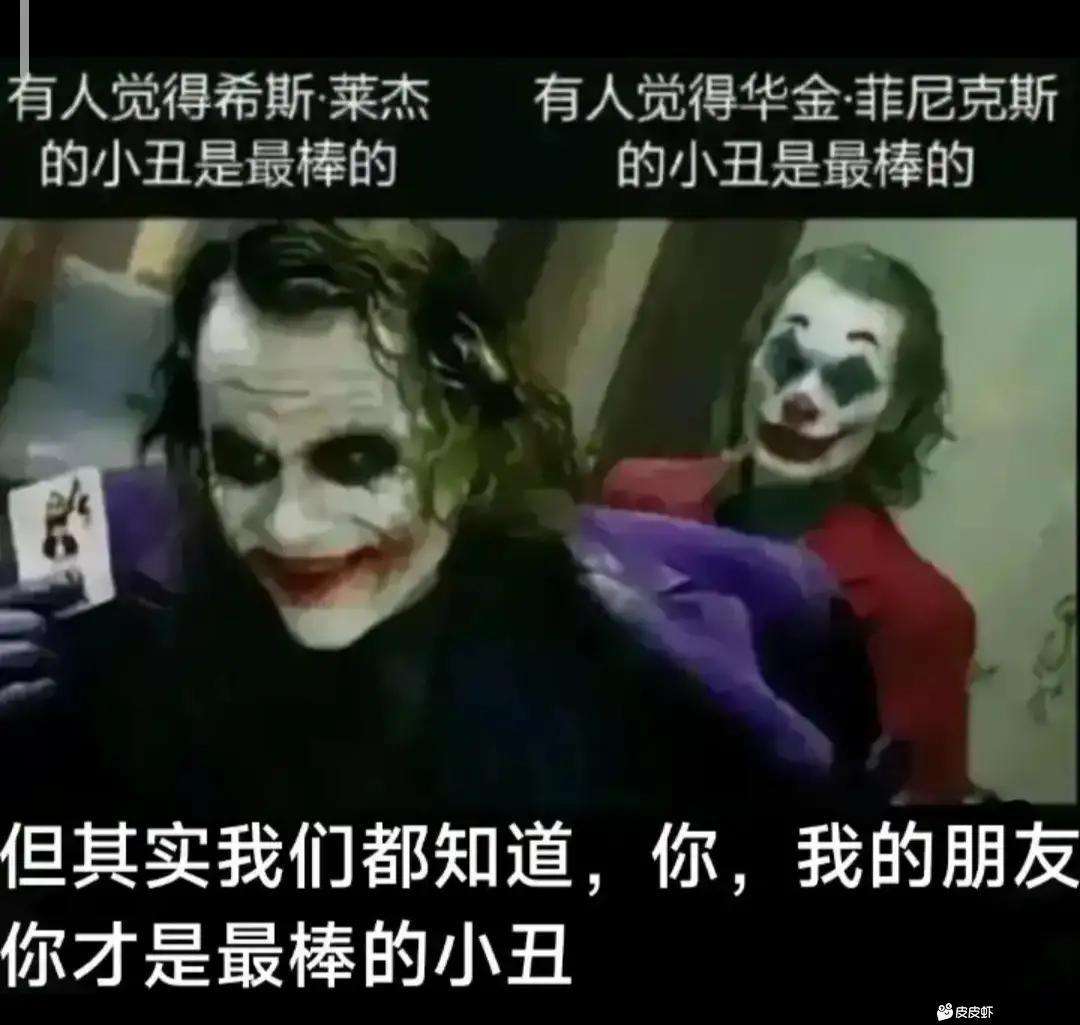 有人觉得希斯·莱杰
的小丑是最棒的
有人觉得华金·菲尼克斯
的小丑是最棒的
但其实我们都知道，你，我的朋友
你才是最棒的小丑
皮皮虾